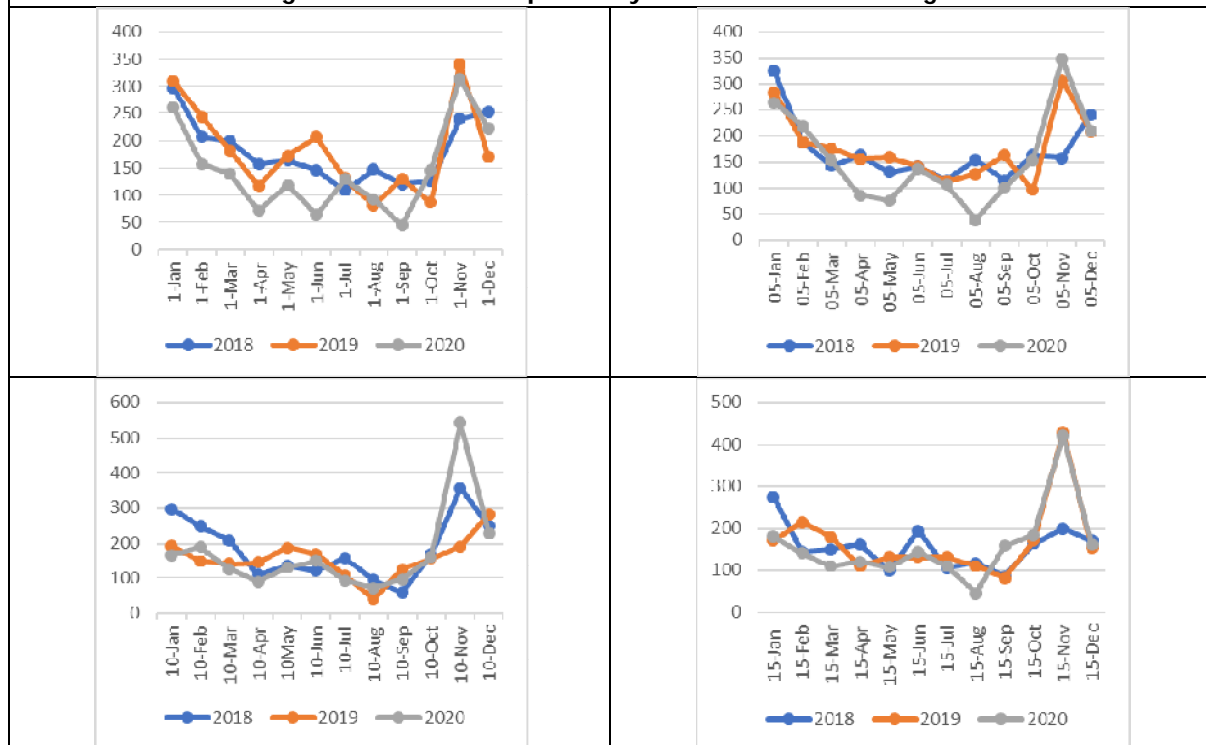 400
350
300
250
200
150
100
50
0
1-Jan
1-Feb
1-Mar
1-Apr
1-May
1-Jun
1-Jul
1-Aug
1-Sep
1-Oct
1-Nov
1-Dec
2018 2019 2020
400
350
300
250
200
150
100
50
0
05-Jan
05-Feb
05-Mar
05-Apr
05-May
05-Jun
05-Jul
05-Aug
05-Sep
05-Oct
05-Nov
05-Dec
2018 2019 2020
600
500
400
300
200
100
0
10-Jan
10-Feb
10-Mar
10-Apr
10May
10-Jun
10-Jul
10-Aug
10-Sep
10-Oct
10-Nov
10-Dec
2018 2019 2020
500
400
300
200
100
0
15-Jan
15-Feb
15-Mar
15-Apr
15-May
15-Jun
15-Jul
15-Aug
15-Sep
15-Oct
15-Nov
15-Dec
2018 2019 2020